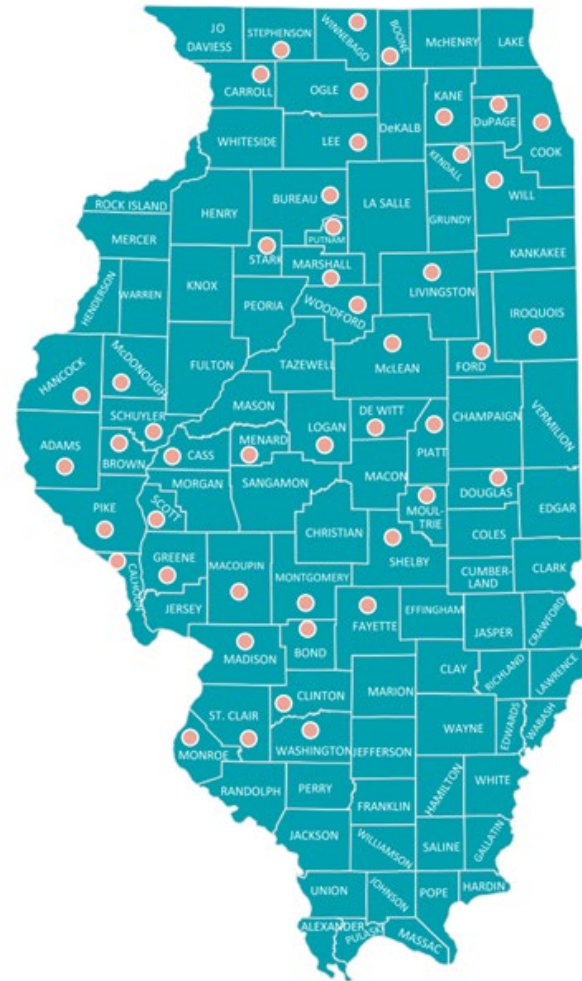 JO
DAVIESS
STEPHENSON
WINNEBAGO
BOONE
McHENRY
LAKE
CARROLL
OGLE
DeKALB
KANE
DuPAGE
COOK
WHITESIDE
LEE
KENDALL
WILL
ROCK ISLAND
HENRY
BUREAU
LA SALLE
GRUNDY
MERCER
PUTNAM
KANKAKEE
HENDERSON
WARREN
KNOX
STARK
MARSHALL
LIVINGSTON
PEORIA
WOODFORD
IROQUOIS
HANCOCK
McDONOUGH
FULTON
TAZEWELL
McLEAN
FORD
SCHUYLER
MASON
ADAMS
BROWN
CASS
MENARD
LOGAN
DE WITT
PIATT
CHAMPAIGN
VERMILION
MORGAN
SANGAMON
MACON
PIKE
SCOTT
CHRISTIAN
MOUL-
TRIE
DOUGLAS
EDGAR
COLES
CALHOUN
GREENE
MACOUPIN
MONTGOMERY
SHELBY
CUMBER-
LAND
CLARK
JERSEY
FAYETTE
EFFINGHAM
JASPER
CRAWFORD
MADISON
BOND
CLAY
RICHLAND
LAWRENCE
ST. CLAIR
CLINTON
MARION
MONROE
WASHINGTON
JEFFERSON
WAYNE
EDWARDS
WABASH
RANDOLPH
PERRY
FRANKLIN
HAMILTON
WHITE
JACKSON
WILLIAMSON
SALINE
GALLATIN
UNION
JOHNSON
POPE
HARDIN
ALEXANDER
PULASKI
MASSAC